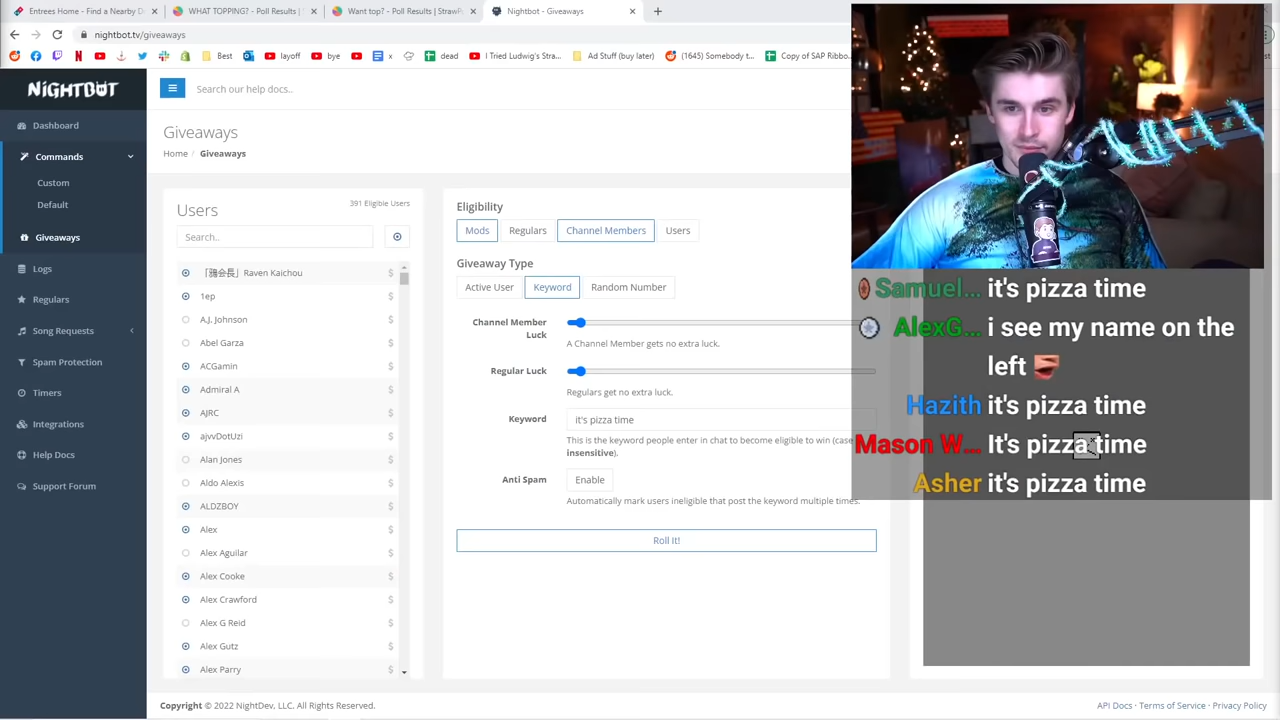 Entrees Home - Find a Nearby D
WHAT TOPPING? - Poll Results |
Want top? - Poll Results | StrawP
Nightbot - Giveaways
nightbot.tv/giveaways
Best
layoff
bye
x
dead
I Tried Ludwig's Stra...
Ad Stuff (buy later)
(1645) Somebody t...
Copy of SAP Ribbo...
NIGHTBOT
Search our help docs..
Dashboard
Commands
Custom
Default
Giveaways
Logs
Regulars
Song Requests
Spam Protection
Timers
Integrations
Help Docs
Support Forum
Giveaways
Home / Giveaways
Users
391 Eligible Users
Search..
「鴉会長」Raven Kaichou $
1ep $
A.J. Johnson $
Abel Garza $
ACGamin $
Admiral A $
AJRC $
ajvvDotUzi $
Alan Jones $
Aldo Alexis $
ALDZBOY $
Alex $
Alex Aguilar $
Alex Cooke $
Alex Crawford $
Alex G Reid $
Alex Gutz $
Alex Parry $
Eligibility
Mods Regulars Channel Members Users
Giveaway Type
Active User Keyword Random Number
Channel Member
Luck
A Channel Member gets no extra luck.
Regular Luck
Regulars get no extra luck.
Keyword
it's pizza time
This is the keyword people enter in chat to become eligible to win (case
insensitive).
Anti Spam
Enable
Automatically mark users ineligible that post the keyword multiple times.
Roll It!
Samuel... it's pizza time
AlexG... i see my name on the
left
Hazith it's pizza time
Mason W... It's pizza time
Asher it's pizza time
Copyright © 2022 NightDev, LLC. All Rights Reserved.
API Docs · Terms of Service · Privacy Policy